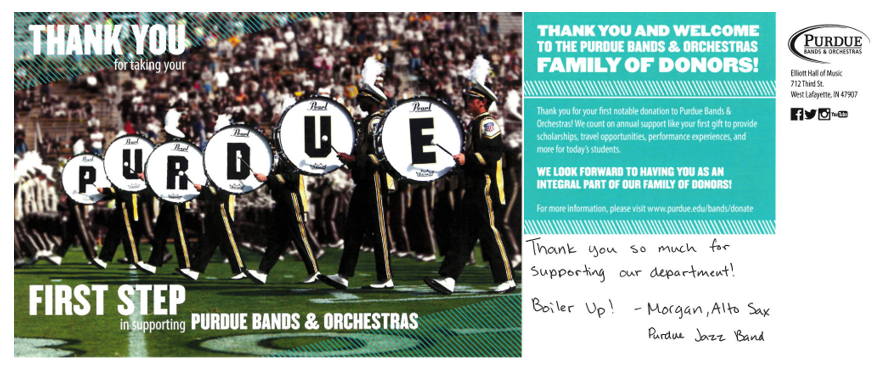 THANK YOU
for taking your
Pearl
Pearl
Pearl
Pearl
P U R D U E
FIRST STEP
in supporting PURDUE BANDS & ORCHESTRAS
THANK YOU AND WELCOME
TO THE PURDUE BANDS & ORCHESTRAS
FAMILY OF DONORS!
Thank you for your first notable donation to Purdue Bands &
Orchestras! We count on annual support like your first gift to provide
scholarships, travel opportunities, performance experiences, and
more for today's students.
WE LOOK FORWARD TO HAVING YOU AS AN
INTEGRAL PART OF OUR FAMILY OF DONORS!
For more information, please visit www.purdue.edu/bands/donate
Thank you so much for
supporting our department!
Boiler Up! - Morgan, Alto Sax
Purdue Jazz Band
PURDUE
BANDS & ORCHESTRAS
Elliott Hall of Music
712 Third St.
West Lafayette, IN 47907
YouTube